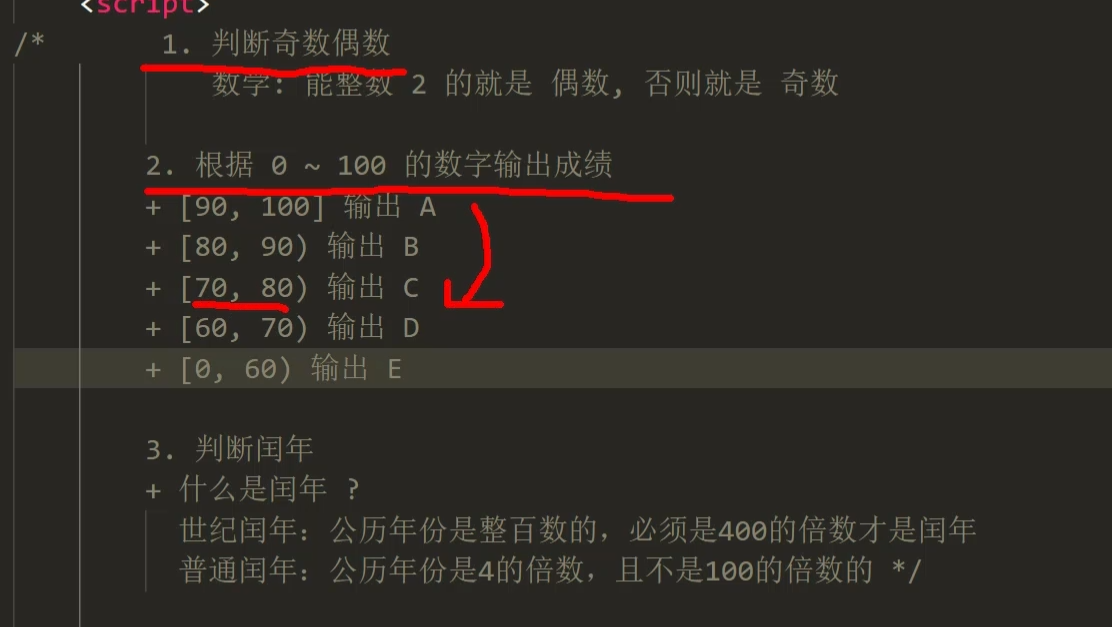 <script>
/* 1. 判断奇数偶数
数学: 能整数 2 的就是 偶数, 否则就是 奇数
2. 根据 0 ~ 100 的数字输出成绩
+ [90, 100] 输出 A
+ [80, 90) 输出 B
+ [70, 80) 输出 C
+ [60, 70) 输出 D
+ [0, 60) 输出 E
3. 判断闰年
+ 什么是闰年 ?
世纪闰年: 公历年份是整百数的, 必须是400的倍数才是闰年
普通闰年: 公历年份是4的倍数, 且不是100的倍数的 */